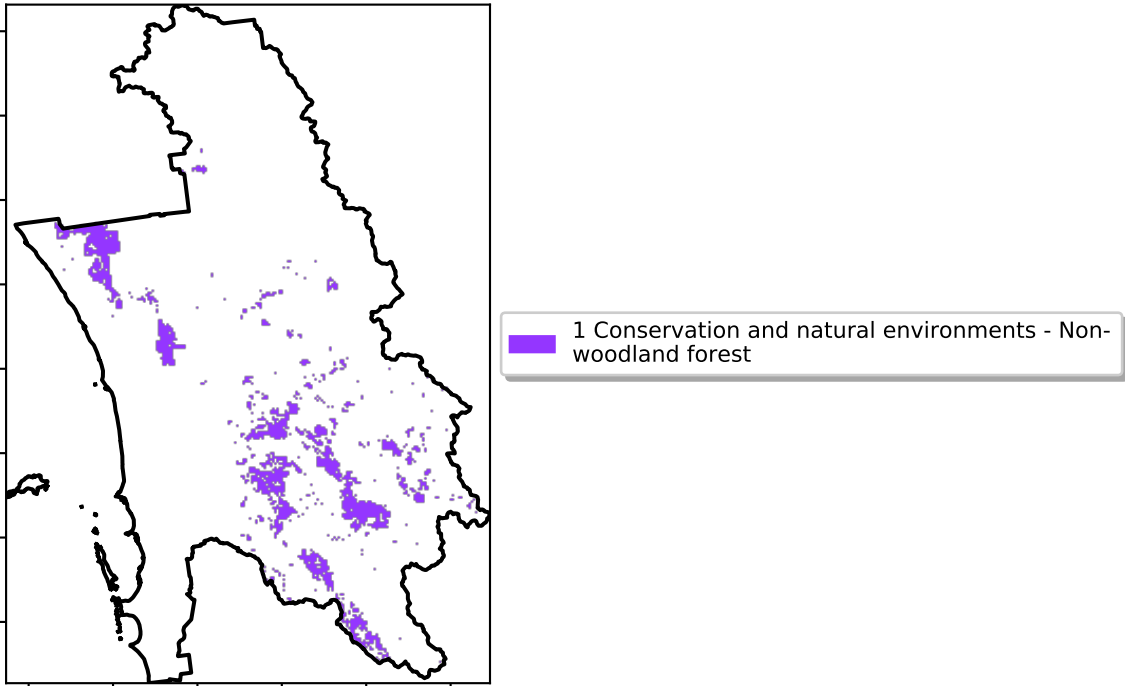 1 Conservation and natural environments - Non-
woodland forest